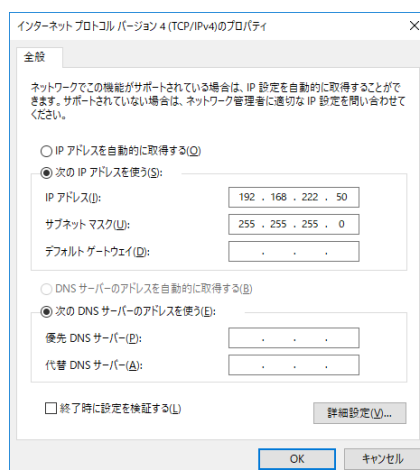 インターネット プロトコル バージョン 4 (TCP/IPv4)のプロパティ
全般
ネットワークでこの機能がサポートされている場合は、IP 設定を自動的に取得することがで
きます。サポートされていない場合は、ネットワーク管理者に適切な IP 設定を問い合わせて
ください。
IP アドレスを自動的に取得する(O)
次の IP アドレスを使う(S):
IP アドレス(I): 192 . 168 . 222 . 50
サブネット マスク(U): 255 . 255 . 255 . 0
デフォルト ゲートウェイ(D): . . .
DNS サーバーのアドレスを自動的に取得する(B)
次の DNS サーバーのアドレスを使う(E):
優先 DNS サーバー(P): . . .
代替 DNS サーバー(A): . . .
終了時に設定を検証する(L)
詳細設定(V)...
OK キャンセル